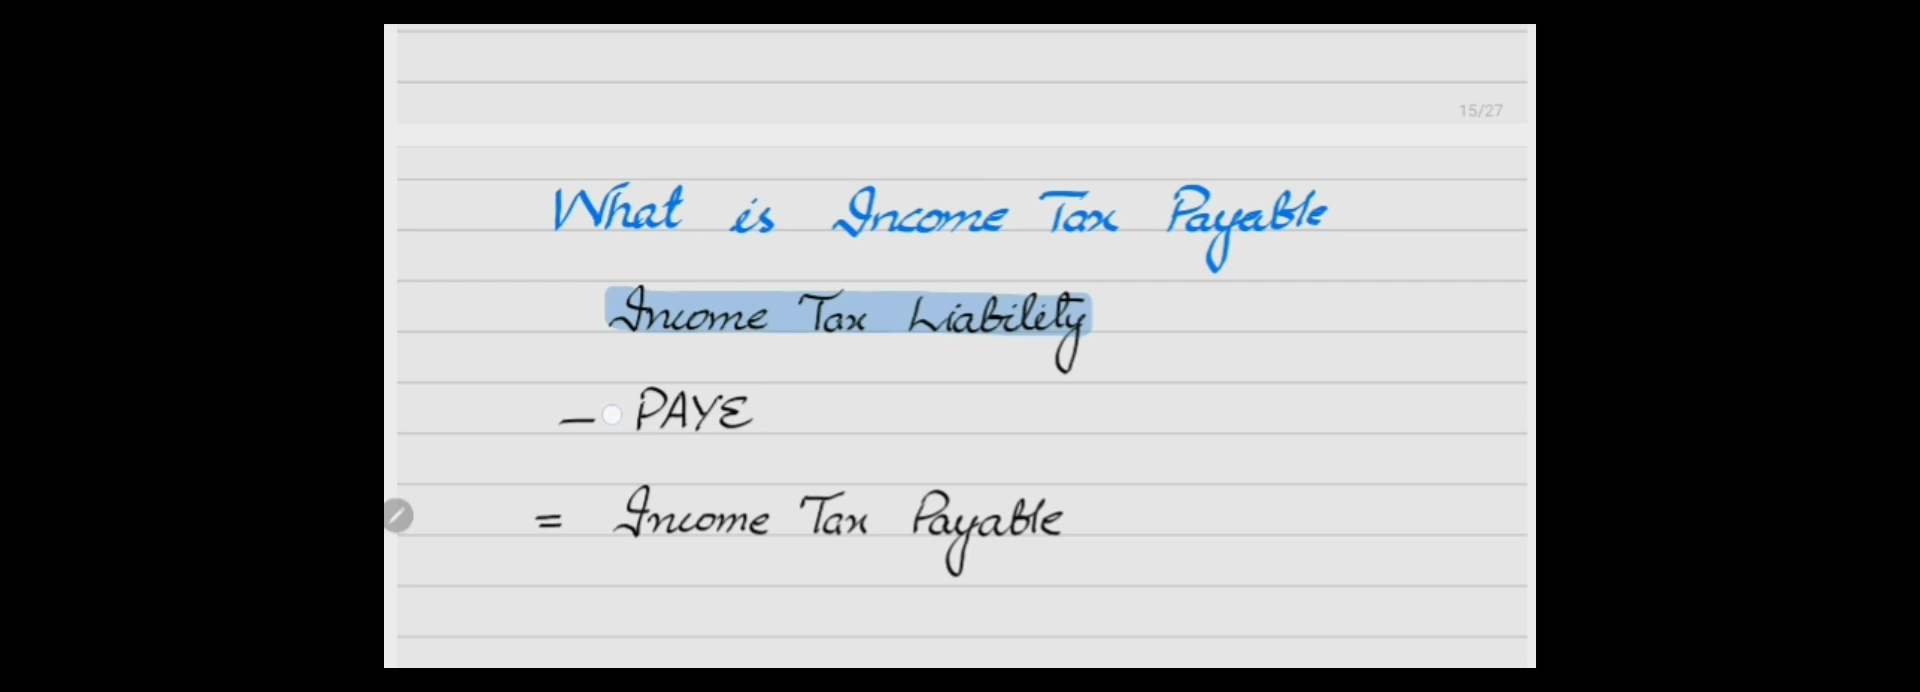 15/27
What is Income Tax Payable
Income Tax Liability
– PAYE
= Income Tax Payable